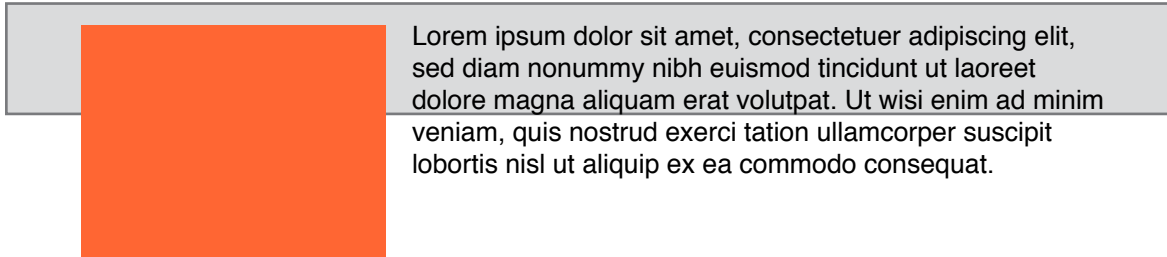 Lorem ipsum dolor sit amet, consectetuer adipiscing elit,
sed diam nonummy nibh euismod tincidunt ut laoreet
dolore magna aliquam erat volutpat. Ut wisi enim ad minim
veniam, quis nostrud exerci tation ullamcorper suscipit
lobortis nisl ut aliquip ex ea commodo consequat.